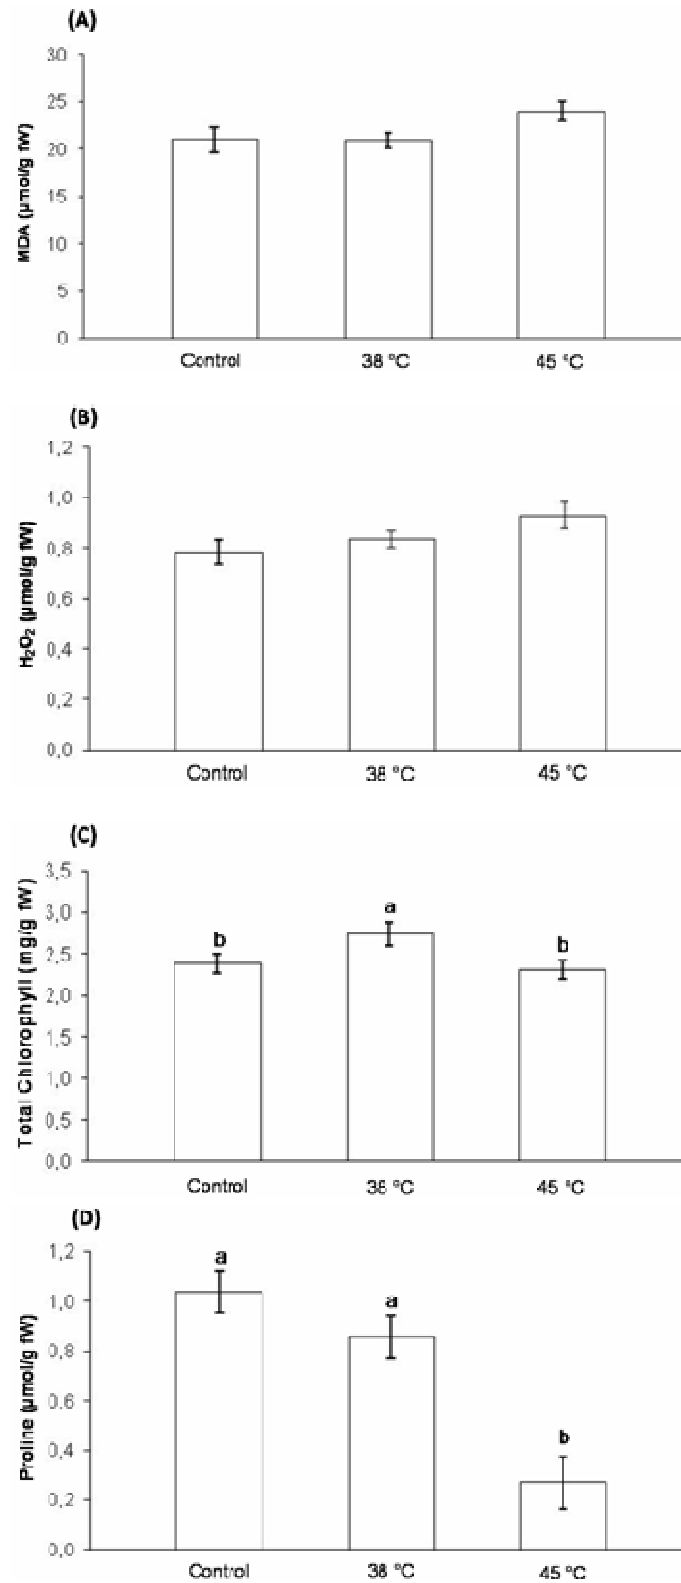 (A)
30
25
20
15
10
5
0
MDA (µmol/g fW)
Control 38 °C 45 °C
(B)
1,2
1,0
0,8
0,6
0,4
0,2
0,0
H₂O₂ (µmol/g fW)
Control 38 °C 45 °C
(C)
3,5
3,0
2,5
2,0
1,5
1,0
0,5
0,0
Total Chlorophyll (mg/g fW)
b a b
Control 38 °C 45 °C
(D)
1,2
1,0
0,8
0,6
0,4
0,2
0,0
Proline (µmol/g fW)
a a b
Control 38 °C 45 °C